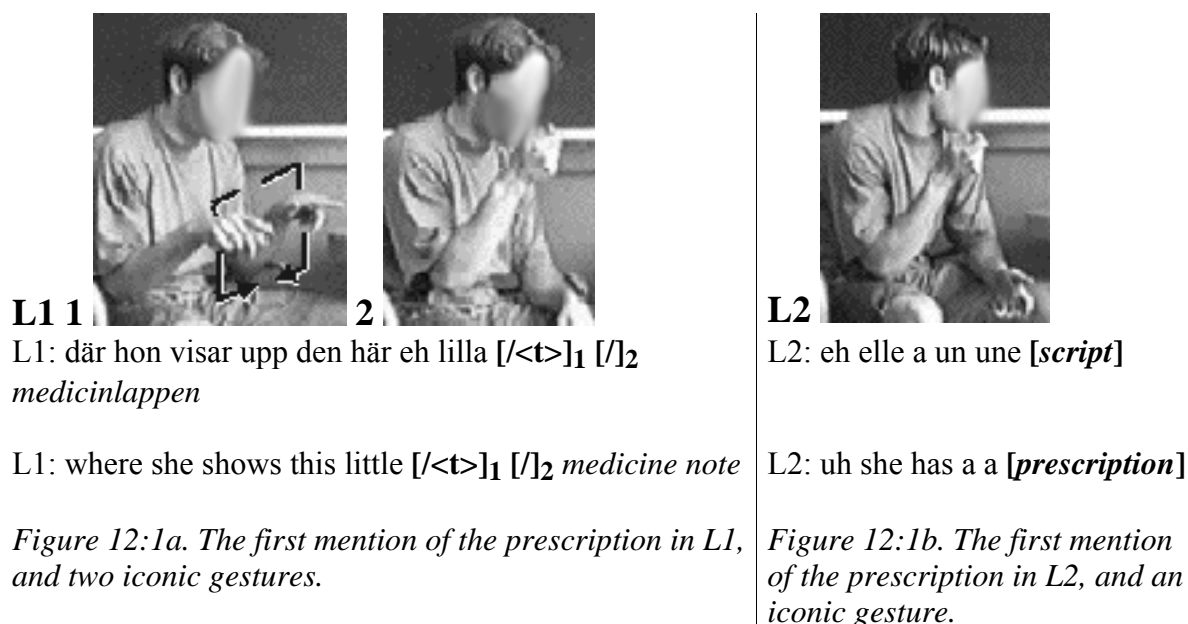 L1 1
2
L1: där hon visar upp den här eh lilla [/<t>]1 [/]2
medicinlappen
L1: where she shows this little [/<t>]1 [/]2 medicine note
Figure 12:1a. The first mention of the prescription in L1,
and two iconic gestures.
L2
L2: eh elle a un une [script]
L2: uh she has a a [prescription]
Figure 12:1b. The first mention
of the prescription in L2, and an
iconic gesture.